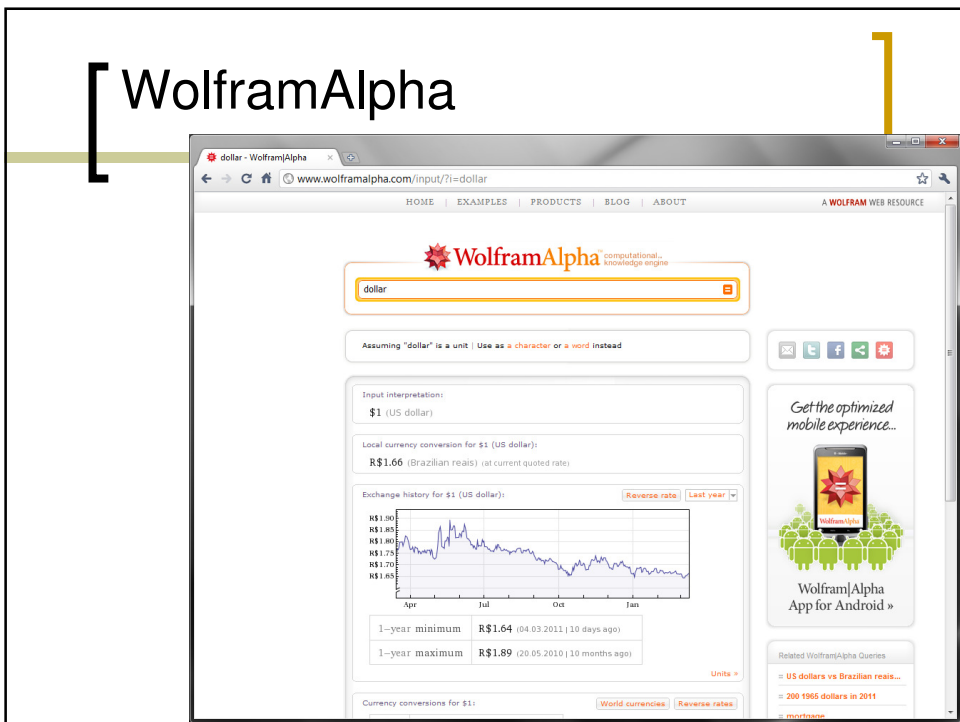 WolframAlpha
dollar - Wolfram|Alpha
www.wolframalpha.com/input/?i=dollar
HOME | EXAMPLES | PRODUCTS | BLOG | ABOUT
A WOLFRAM WEB RESOURCE
WolframAlpha™ computational... knowledge engine
dollar
Assuming "dollar" is a unit | Use as a character or a word instead
Input interpretation:
$1 (US dollar)
Local currency conversion for $1 (US dollar):
R$1.66 (Brazilian reais) (at current quoted rate)
Exchange history for $1 (US dollar):
Reverse rate
Last year
R$1.90
R$1.85
R$1.80
R$1.75
R$1.70
R$1.65
Apr Jul Oct Jan
1-year minimum R$1.64 (04.03.2011 | 10 days ago)
1-year maximum R$1.89 (20.05.2010 | 10 months ago)
Units »
Currency conversions for $1:
World currencies
Reverse rates
Get the optimized
mobile experience...
WolframAlpha
Wolfram|Alpha
App for Android »
Related Wolfram|Alpha Queries
= US dollars vs Brazilian reais...
= 200 1965 dollars in 2011
= mortgage